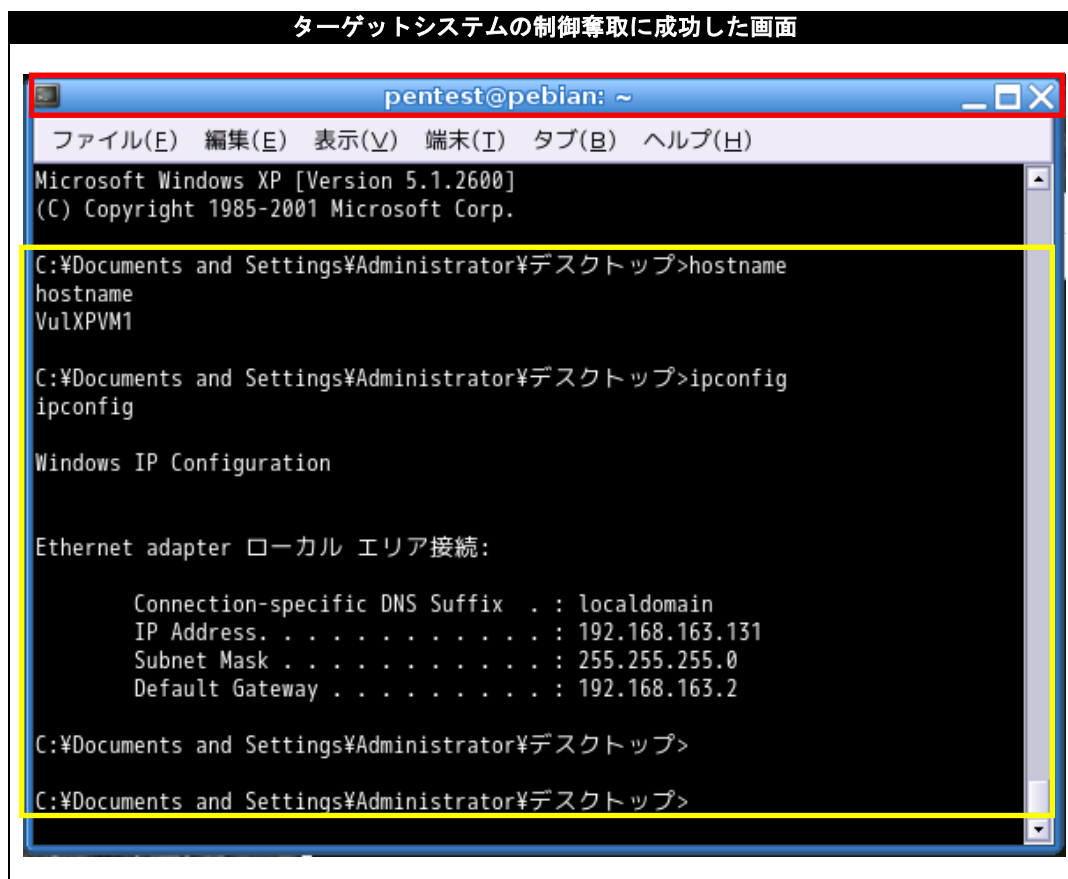 ターゲットシステムの制御奪取に成功した画面
pentest@pebian: ~
ファイル(F) 編集(E) 表示(V) 端末(T) タブ(B) ヘルプ(H)
Microsoft Windows XP [Version 5.1.2600]
(C) Copyright 1985-2001 Microsoft Corp.
C:¥Documents and Settings¥Administrator¥デスクトップ>hostname
hostname
VulXPVM1
C:¥Documents and Settings¥Administrator¥デスクトップ>ipconfig
ipconfig
Windows IP Configuration
Ethernet adapter ローカル エリア接続:
Connection-specific DNS Suffix  . : localdomain
IP Address. . . . . . . . . . . . : 192.168.163.131
Subnet Mask . . . . . . . . . . . : 255.255.255.0
Default Gateway . . . . . . . . . : 192.168.163.2
C:¥Documents and Settings¥Administrator¥デスクトップ>
C:¥Documents and Settings¥Administrator¥デスクトップ>